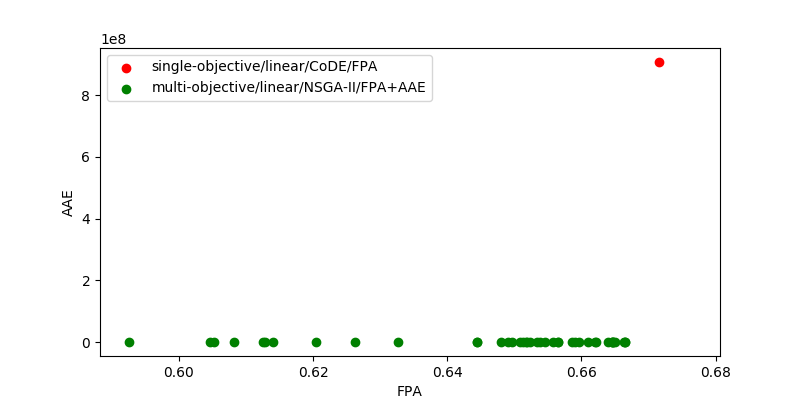 1e8
single-objective/linear/CoDE/FPA
multi-objective/linear/NSGA-II/FPA+AAE
8
6
4
2
0
AAE
0.60
0.62
0.64
0.66
0.68
FPA